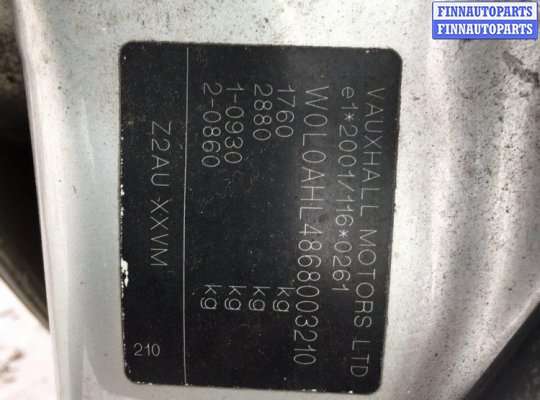 FINNAUTOPARTS
FINNAUTOPARTS
VAUXHALL MOTORS LTD
e1*2001/116*0261
W0L0AHL4868003210
1760 kg
2880 kg
1-0930 kg
2-0860 kg
Z2AU XXVM
210